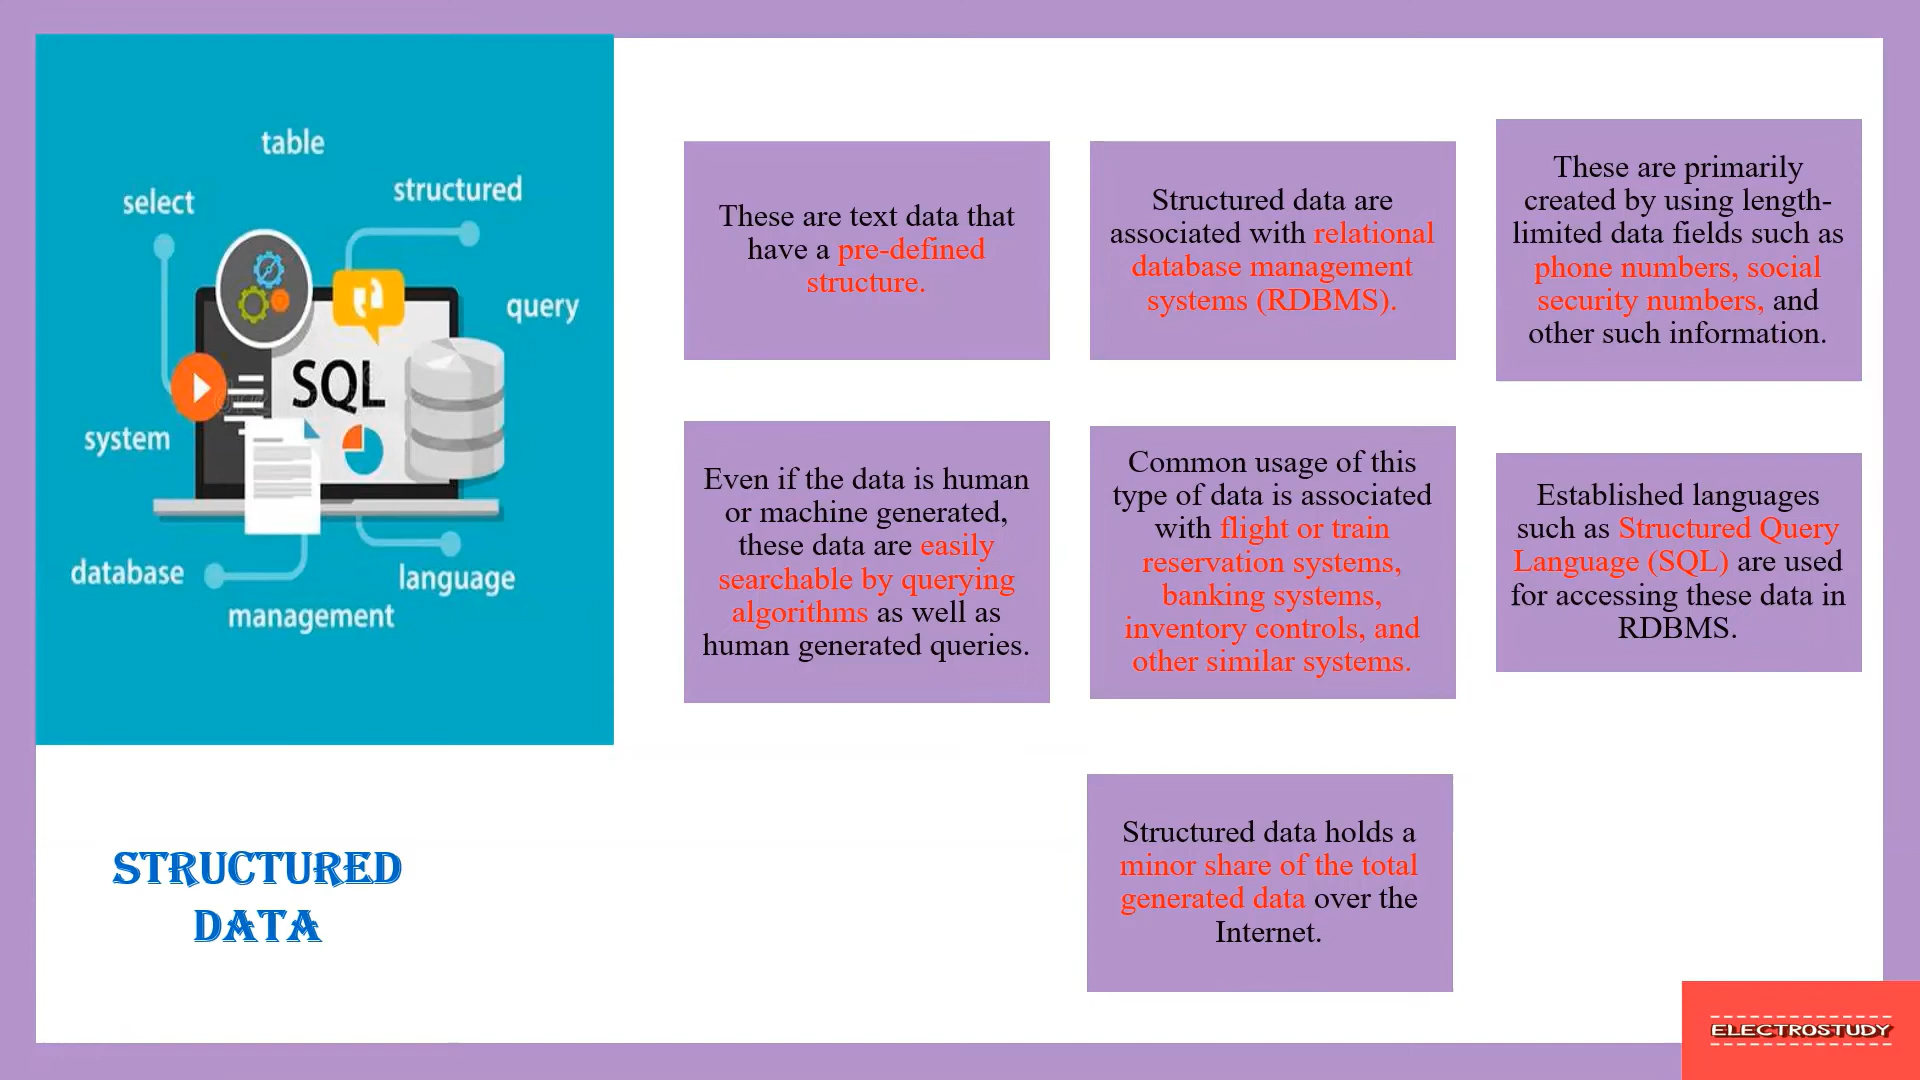 table
select
structured
query
SQL
system
database
language
management
STRUCTURED
DATA
These are text data that
have a pre-defined
structure.
Structured data are
associated with relational
database management
systems (RDBMS).
These are primarily
created by using length-
limited data fields such as
phone numbers, social
security numbers, and
other such information.
Even if the data is human
or machine generated,
these data are easily
searchable by querying
algorithms as well as
human generated queries.
Common usage of this
type of data is associated
with flight or train
reservation systems,
banking systems,
inventory controls, and
other similar systems.
Established languages
such as Structured Query
Language (SQL) are used
for accessing these data in
RDBMS.
Structured data holds a
minor share of the total
generated data over the
Internet.
ELECTROSTUDY